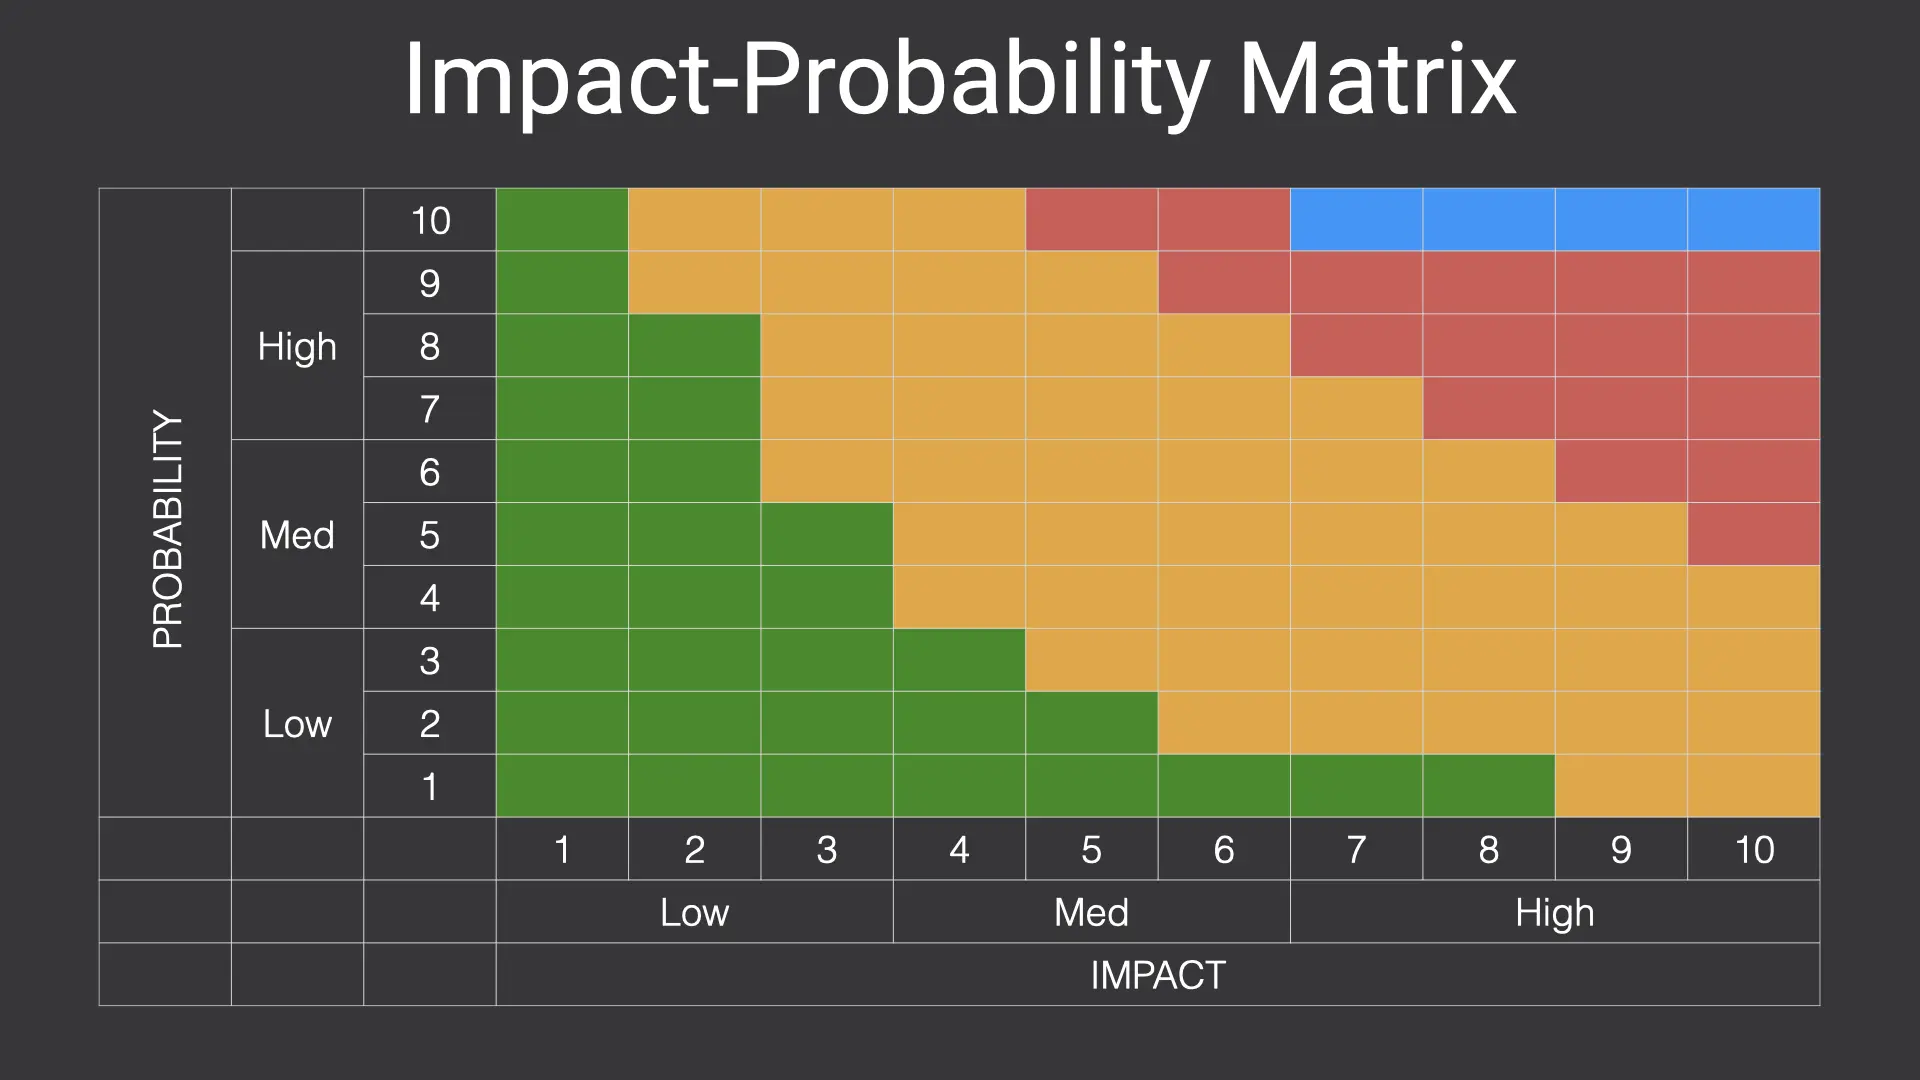 Impact-Probability Matrix
PROBABILITY
10
9
High
8
7
6
Med
5
4
3
Low
2
1
1 2 3 4 5 6 7 8 9 10
Low Med High
IMPACT